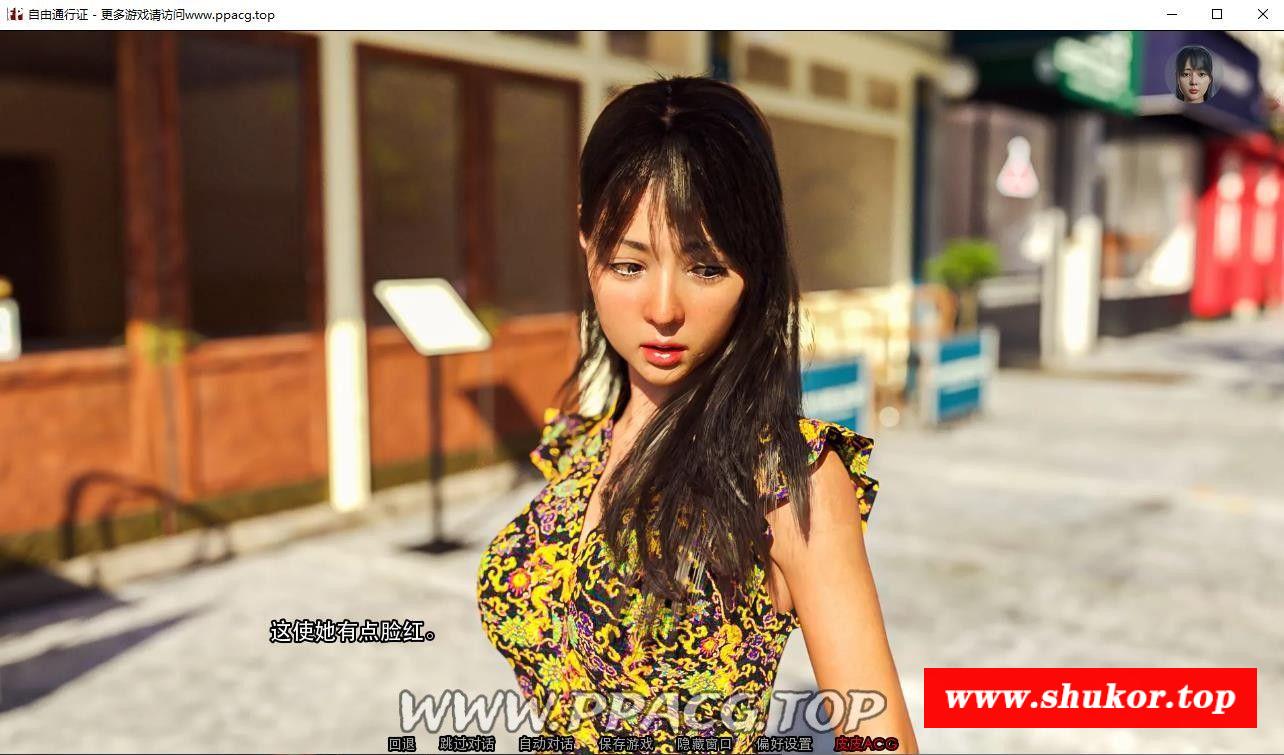 自由通行证 - 更多游戏请访问www.ppacg.top
这使她有点脸红。
www.shukor.top
WWW.PPACG.TOP
回退 跳过对话 自动对话 保存游戏 隐藏窗口 偏好设置 皮皮ACG